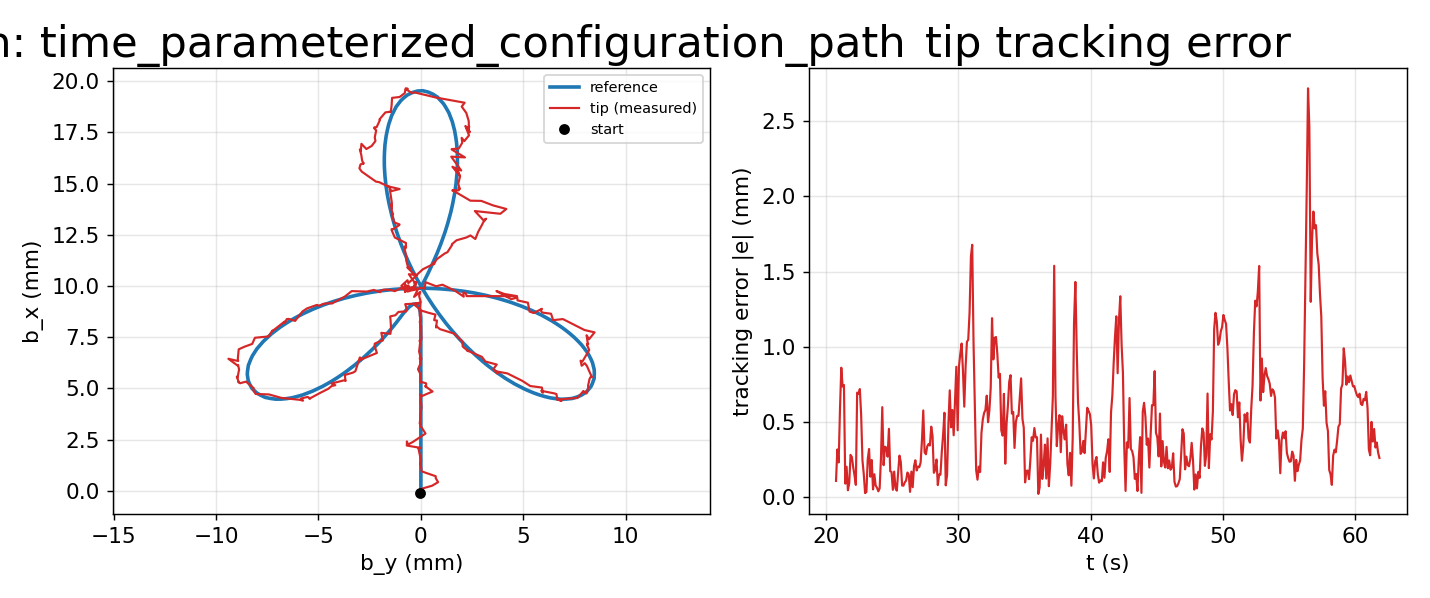 : time_parameterized_configuration_path
tip tracking error
20.0
17.5
15.0
12.5
10.0
7.5
5.0
2.5
0.0
b_x (mm)
−15
−10
−5
0
5
10
b_y (mm)
reference
tip (measured)
start
2.5
2.0
1.5
1.0
0.5
0.0
tracking error |e| (mm)
20
30
40
50
60
t (s)